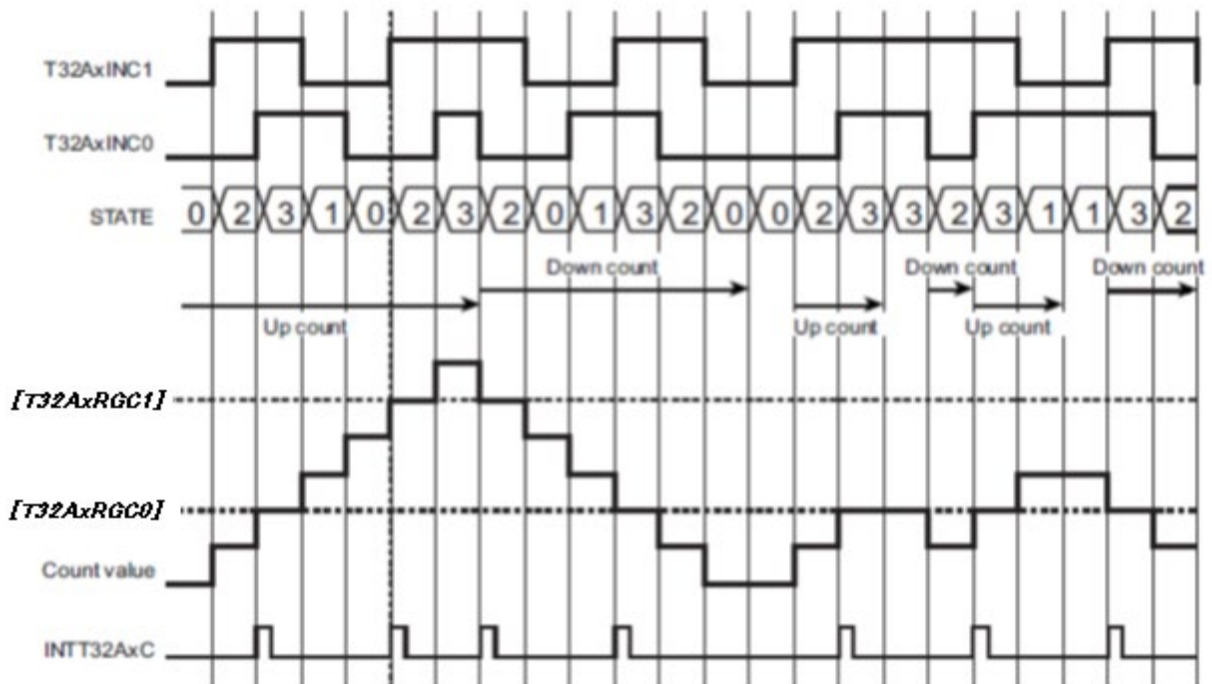 T32AxINC1
T32AxINC0
STATE 0 2 3 1 0 2 3 2 0 1 3 2 0 0 2 3 3 2 3 1 1 3 2
Down count Down count Down count
Up count Up count Up count
[T32AxRGC1]
[T32AxRGC0]
Count value
INTT32AxC